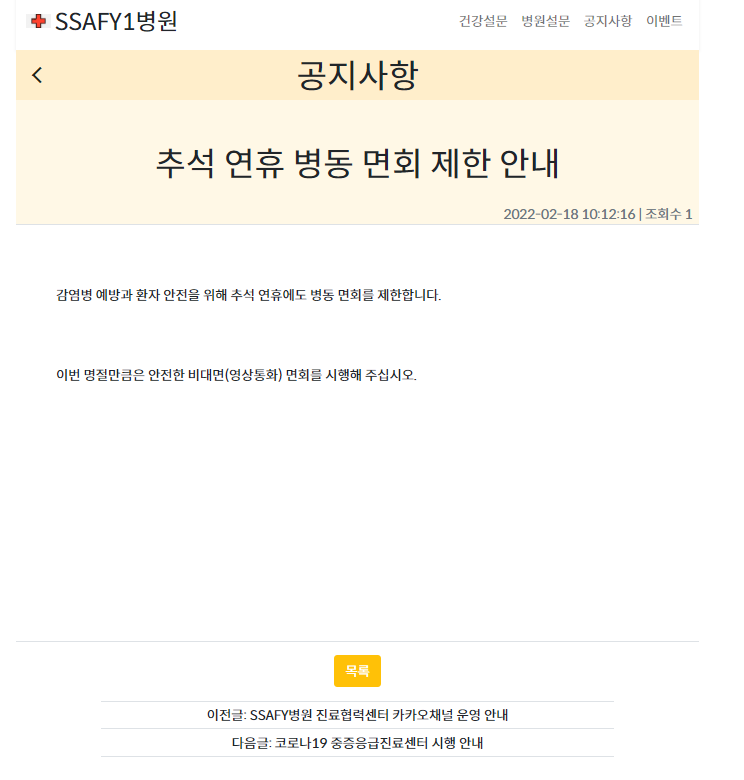 SSAFY1병원
건강설문 병원설문 공지사항 이벤트
공지사항
추석 연휴 병동 면회 제한 안내
2022-02-18 10:12:16 | 조회수 1
감염병 예방과 환자 안전을 위해 추석 연휴에도 병동 면회를 제한합니다.
이번 명절만큼은 안전한 비대면(영상통화) 면회를 시행해 주십시오.
목록
이전글: SSAFY병원 진료협력센터 카카오채널 운영 안내
다음글: 코로나19 중증응급진료센터 시행 안내